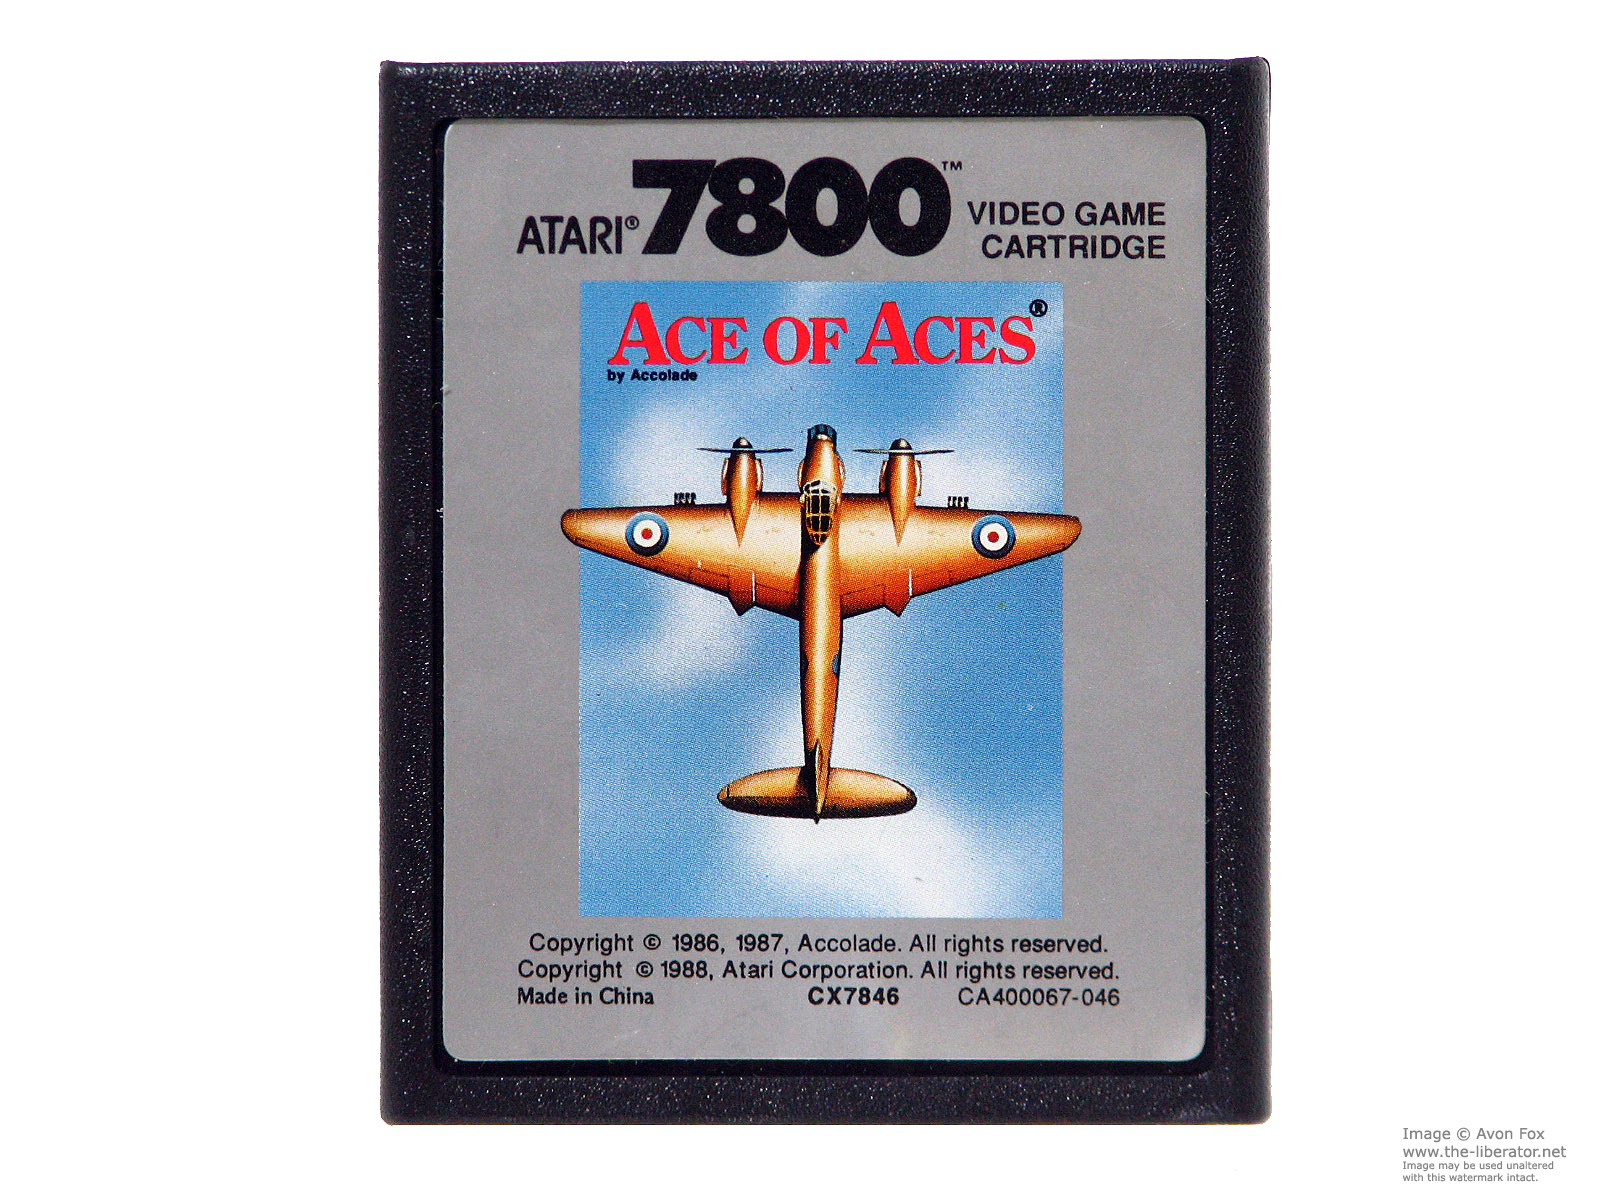 ATARI® 7800™ VIDEO GAME
CARTRIDGE
ACE OF ACES®
by Accolade
Copyright © 1986, 1987, Accolade. All rights reserved.
Copyright © 1988, Atari Corporation. All rights reserved.
Made in China CX7846 CA400067-046
Image © Avon Fox
www.the-liberator.net
Image may be used unaltered
with this watermark intact.